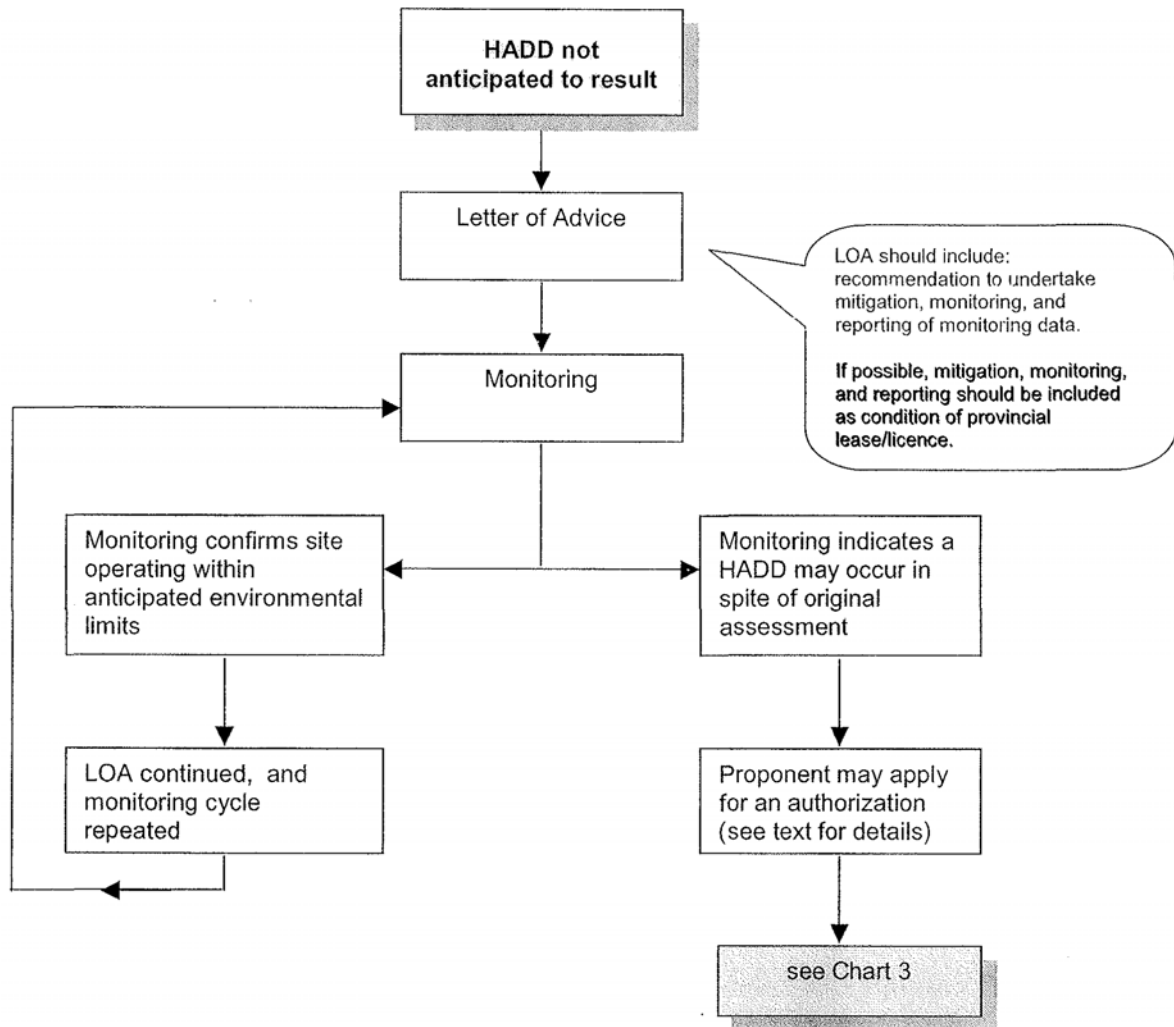 HADD not
anticipated to result
Letter of Advice
LOA should include:
recommendation to undertake
mitigation, monitoring, and
reporting of monitoring data.
If possible, mitigation, monitoring,
and reporting should be included
as condition of provincial
lease/licence.
Monitoring
Monitoring confirms site
operating within
anticipated environmental
limits
Monitoring indicates a
HADD may occur in
spite of original
assessment
LOA continued, and
monitoring cycle
repeated
Proponent may apply
for an authorization
(see text for details)
see Chart 3